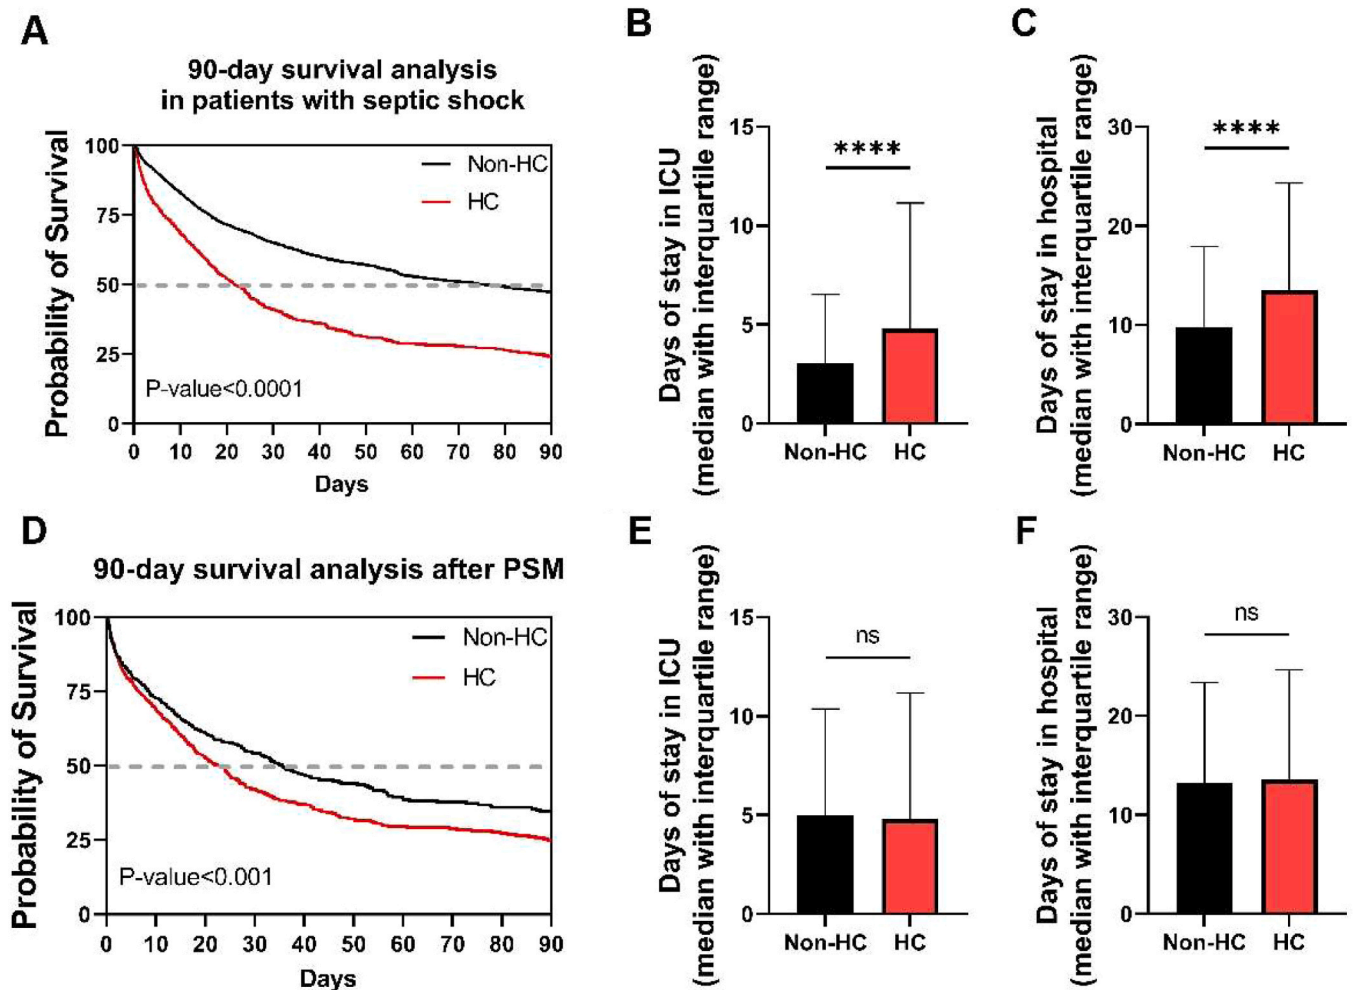 A
90-day survival analysis
in patients with septic shock
Probability of Survival
100
75
50
25
0
Non-HC
HC
P-value<0.0001
0 10 20 30 40 50 60 70 80 90
Days
B
Days of stay in ICU
(median with interquartile range)
15
10
5
0
****
Non-HC HC
C
Days of stay in hospital
(median with interquartile range)
30
20
10
0
****
Non-HC HC
D
90-day survival analysis after PSM
Probability of Survival
100
75
50
25
0
Non-HC
HC
P-value<0.001
0 10 20 30 40 50 60 70 80 90
Days
E
Days of stay in ICU
(median with interquartile range)
15
10
5
0
ns
Non-HC HC
F
Days of stay in hospital
(median with interquartile range)
30
20
10
0
ns
Non-HC HC